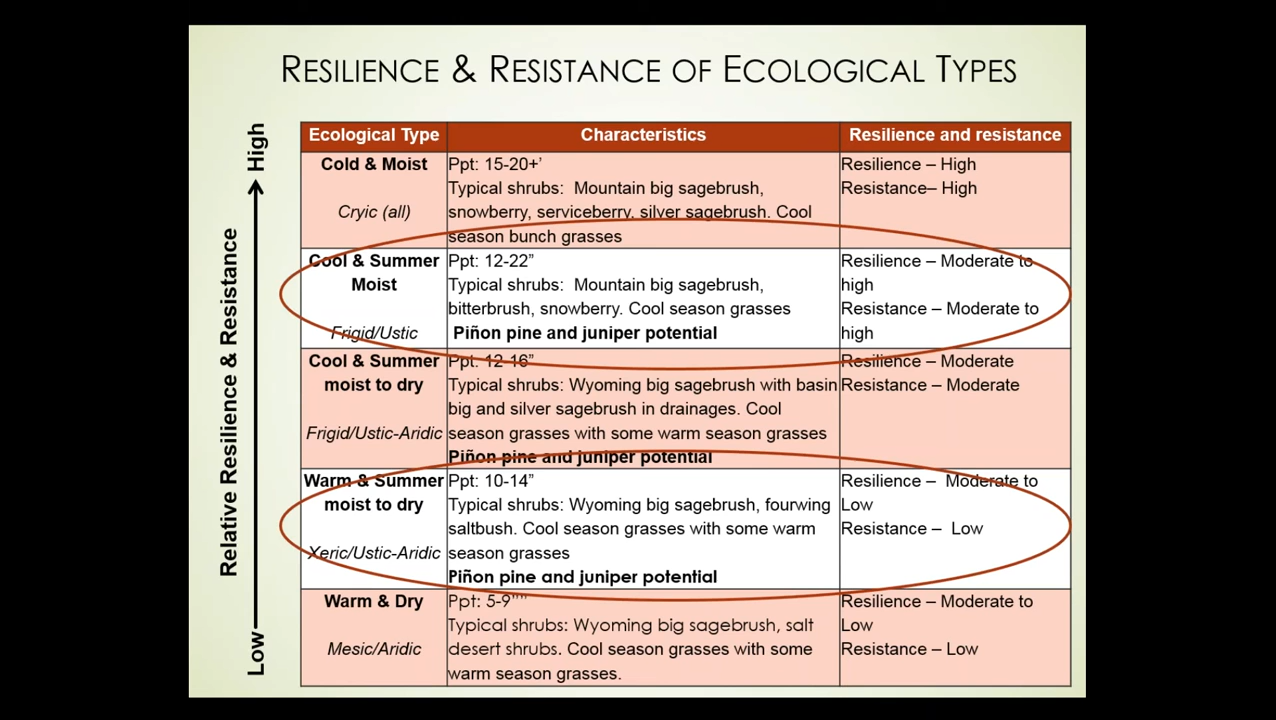 RESILIENCE & RESISTANCE OF ECOLOGICAL TYPES
High
Relative Resilience & Resistance
Low
Ecological Type
Characteristics
Resilience and resistance
Cold & Moist
Cryic (all)
Ppt: 15-20+’
Typical shrubs: Mountain big sagebrush,
snowberry, serviceberry, silver sagebrush. Cool
season bunch grasses
Resilience – High
Resistance– High
Cool & Summer
Moist
Frigid/Ustic
Ppt: 12-22”
Typical shrubs: Mountain big sagebrush,
bitterbrush, snowberry. Cool season grasses
Piñon pine and juniper potential
Resilience – Moderate to
high
Resistance – Moderate to
high
Cool & Summer
moist to dry
Frigid/Ustic-Aridic
Ppt: 12-16”
Typical shrubs: Wyoming big sagebrush with basin
big and silver sagebrush in drainages. Cool
season grasses with some warm season grasses
Piñon pine and juniper potential
Resilience – Moderate
Resistance – Moderate
Warm & Summer
moist to dry
Xeric/Ustic-Aridic
Ppt: 10-14”
Typical shrubs: Wyoming big sagebrush, fourwing
saltbush. Cool season grasses with some warm
season grasses
Piñon pine and juniper potential
Resilience – Moderate to
Low
Resistance – Low
Warm & Dry
Mesic/Aridic
Ppt: 5-9””
Typical shrubs: Wyoming big sagebrush, salt
desert shrubs. Cool season grasses with some
warm season grasses.
Resilience – Moderate to
Low
Resistance – Low